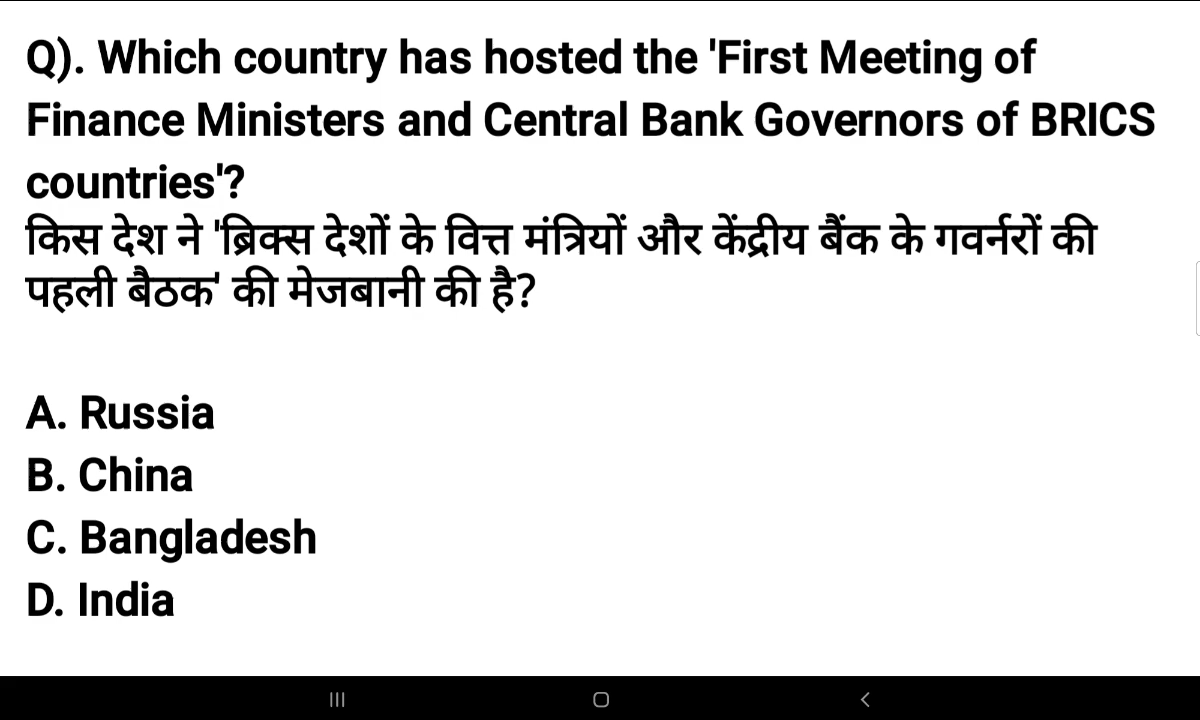 Q). Which country has hosted the 'First Meeting of
Finance Ministers and Central Bank Governors of BRICS
countries'?
किस देश ने 'ब्रिक्स देशों के वित्त मंत्रियों और केंद्रीय बैंक के गवर्नरों की
पहली बैठक' की मेजबानी की है?
A. Russia
B. China
C. Bangladesh
D. India